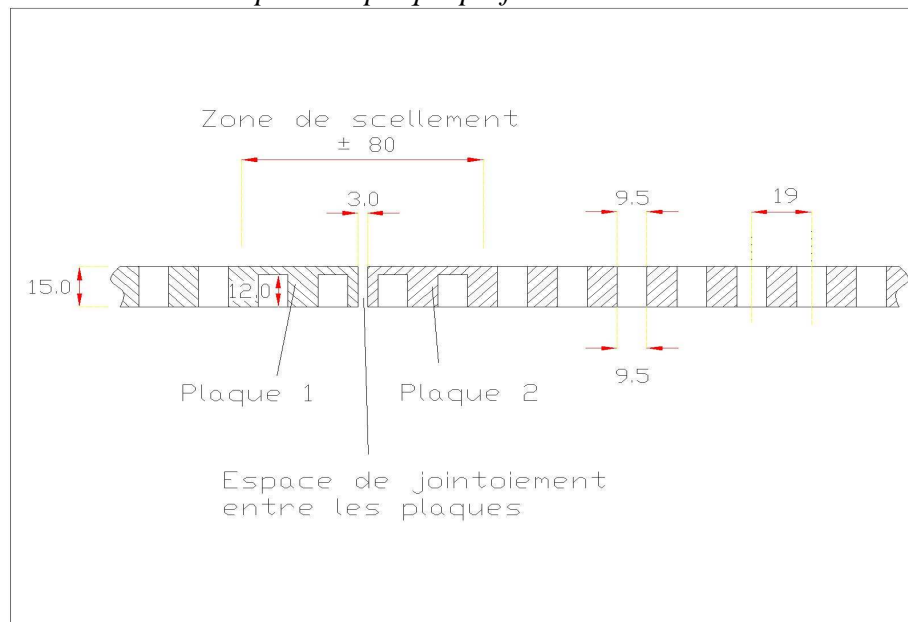 Zone de scellement
± 80
3.0
9.5
19
15.0
12.0
9.5
Plaque 1
Plaque 2
Espace de jointoiement
entre les plaques